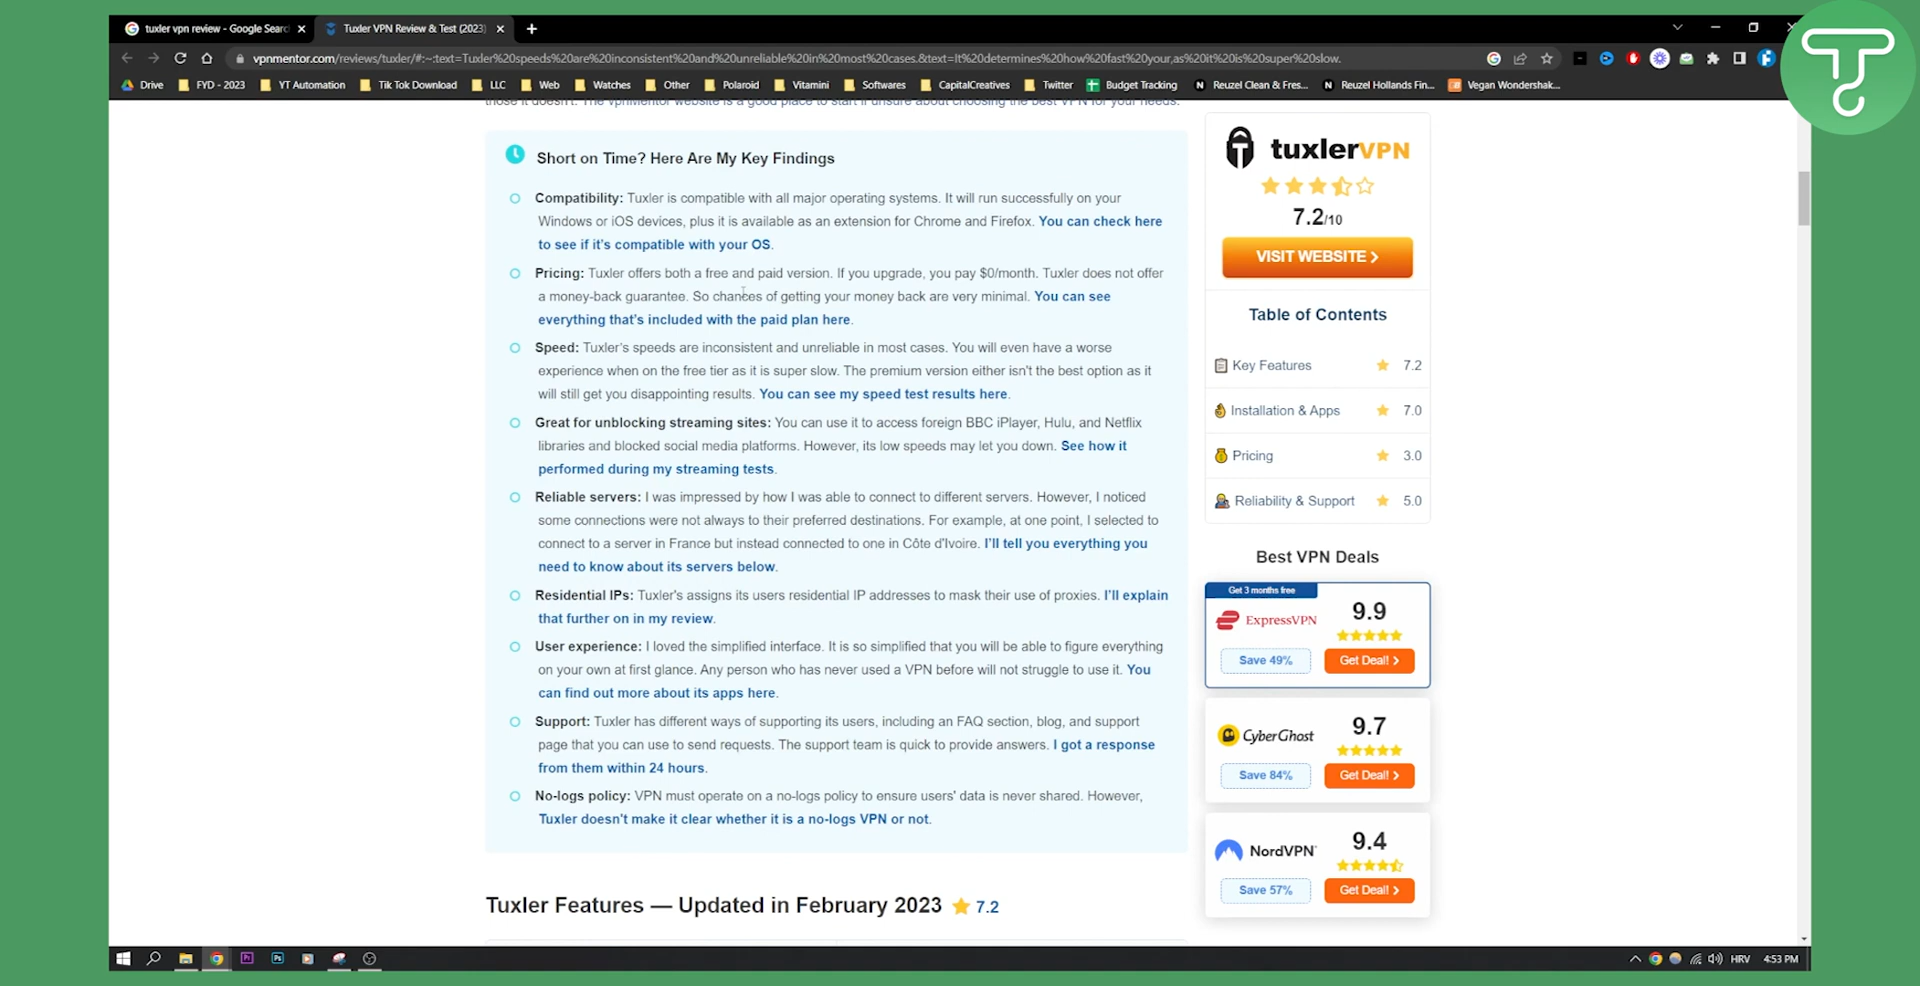 tuxler vpn review - Google Searc
Tuxler VPN Review & Test (2023)
vpnmentor.com/reviews/tuxler/#:~:text=Tuxler%20speeds%20are%20inconsistent%20and%20unreliable%20in%20most%20cases.&text=It%20determines%20how%20fast%20your,as%20it%20is%20super%20slow.
Drive FYD - 2023 YT Automation Tik Tok Download LLC Web Watches Other Polaroid Vitamini Softwares CapitalCreatives Twitter Budget Tracking Reuzel Clean & Fres... Reuzel Hollands Fin... Vegan Wondershak...
those it doesn't. The vpnMentor website is a good place to start if unsure about choosing the best VPN for your needs.
Short on Time? Here Are My Key Findings
Compatibility: Tuxler is compatible with all major operating systems. It will run successfully on your
Windows or iOS devices, plus it is available as an extension for Chrome and Firefox. You can check here
to see if it's compatible with your OS.
Pricing: Tuxler offers both a free and paid version. If you upgrade, you pay $0/month. Tuxler does not offer
a money-back guarantee. So chances of getting your money back are very minimal. You can see
everything that's included with the paid plan here.
Speed: Tuxler's speeds are inconsistent and unreliable in most cases. You will even have a worse
experience when on the free tier as it is super slow. The premium version either isn't the best option as it
will still get you disappointing results. You can see my speed test results here.
Great for unblocking streaming sites: You can use it to access foreign BBC iPlayer, Hulu, and Netflix
libraries and blocked social media platforms. However, its low speeds may let you down. See how it
performed during my streaming tests.
Reliable servers: I was impressed by how I was able to connect to different servers. However, I noticed
some connections were not always to their preferred destinations. For example, at one point, I selected to
connect to a server in France but instead connected to one in Côte d'Ivoire. I'll tell you everything you
need to know about its servers below.
Residential IPs: Tuxler's assigns its users residential IP addresses to mask their use of proxies. I'll explain
that further on in my review.
User experience: I loved the simplified interface. It is so simplified that you will be able to figure everything
on your own at first glance. Any person who has never used a VPN before will not struggle to use it. You
can find out more about its apps here.
Support: Tuxler has different ways of supporting its users, including an FAQ section, blog, and support
page that you can use to send requests. The support team is quick to provide answers. I got a response
from them within 24 hours.
No-logs policy: VPN must operate on a no-logs policy to ensure users' data is never shared. However,
Tuxler doesn't make it clear whether it is a no-logs VPN or not.
Tuxler Features — Updated in February 2023 7.2
tuxlerVPN
7.2/10
VISIT WEBSITE
Table of Contents
Key Features 7.2
Installation & Apps 7.0
Pricing 3.0
Reliability & Support 5.0
Best VPN Deals
Get 3 months free
ExpressVPN 9.9
Save 49% Get Deal!
CyberGhost 9.7
Save 84% Get Deal!
NordVPN 9.4
Save 57% Get Deal!
Pr Ps HRV 4:53 PM